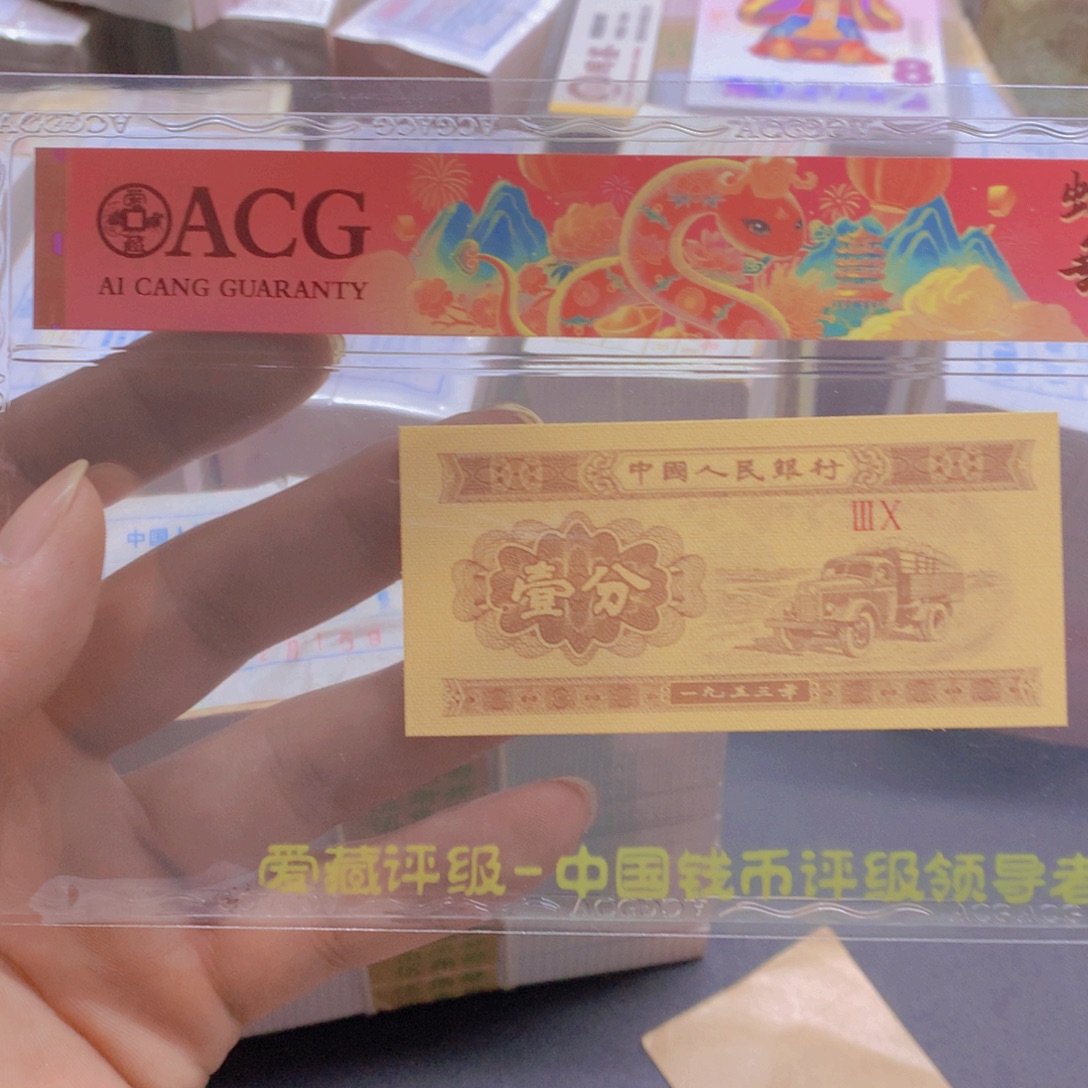 ACG
AI CANG GUARANTY
中國人民銀行
ⅢⅩ
壹分
一九五三年
爱藏评级-中国钱币评级领导者
8